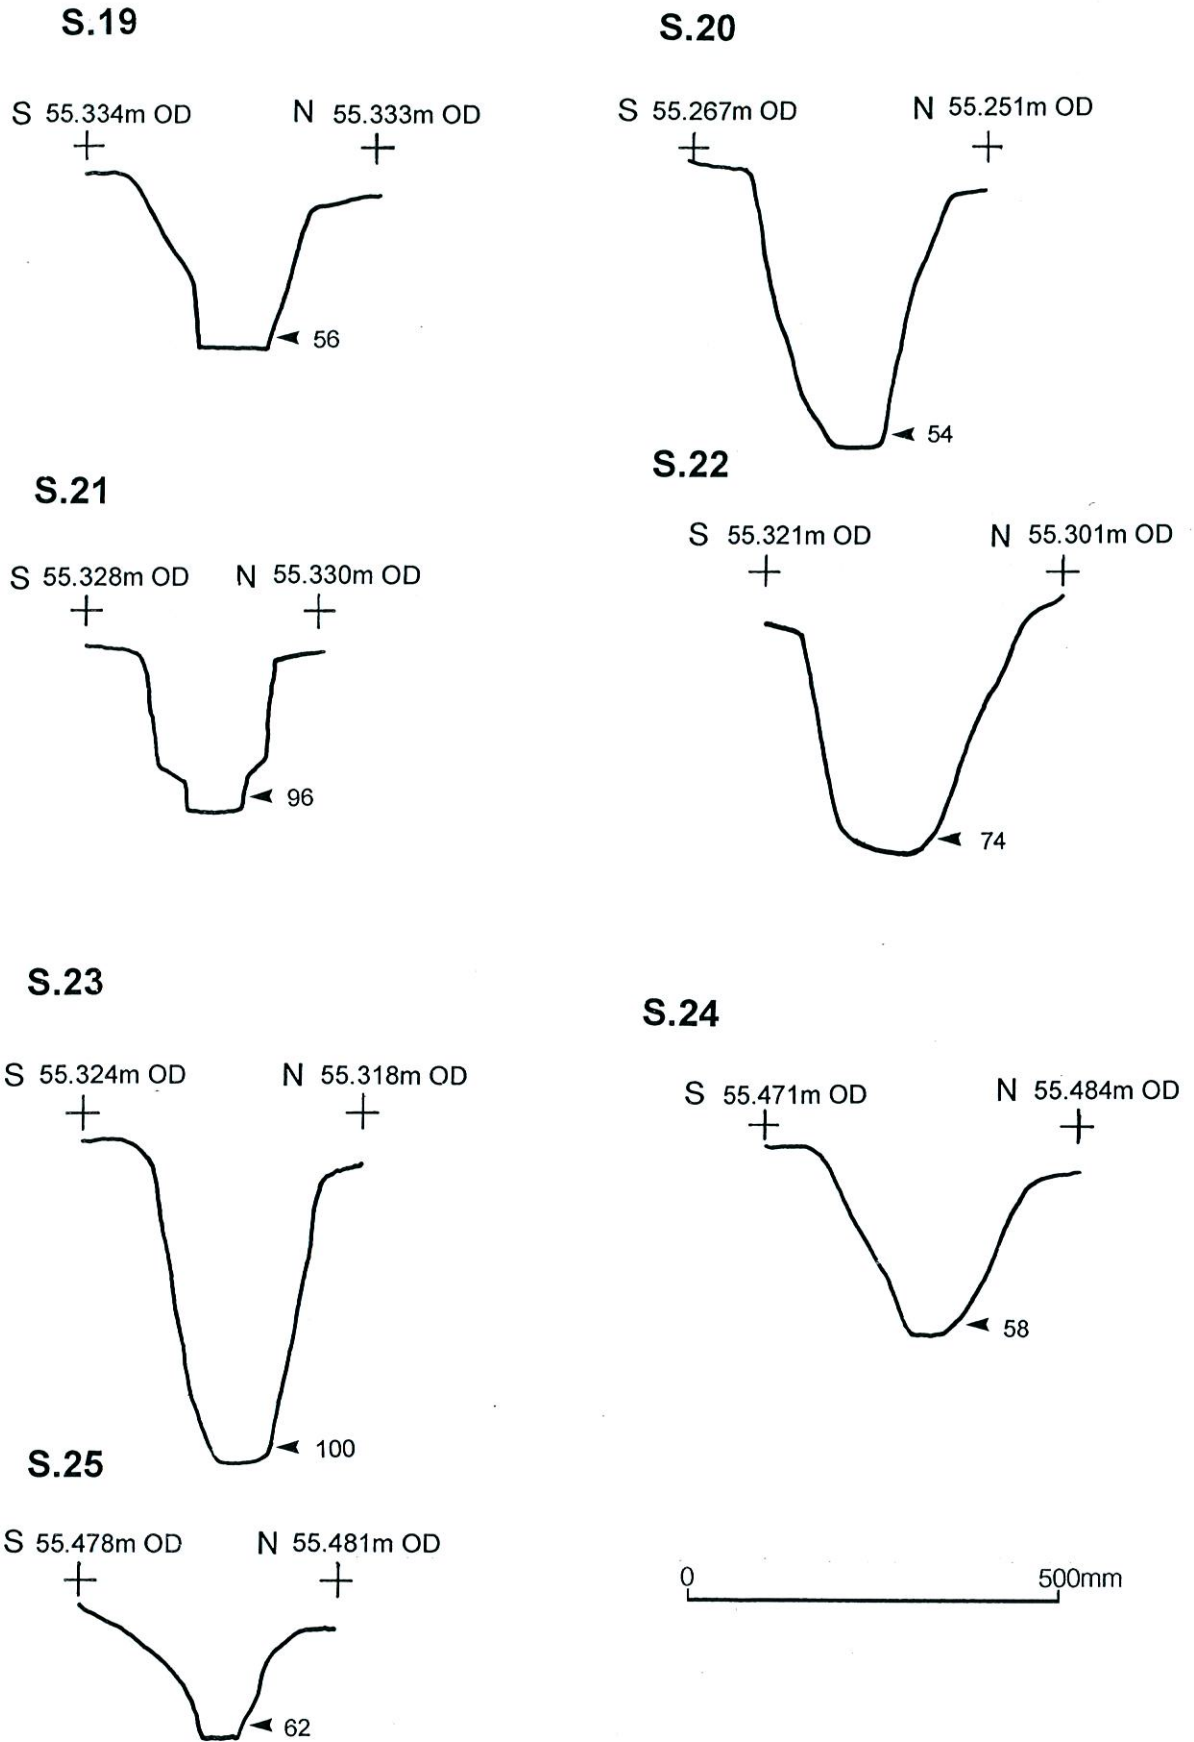 S.19
S 55.334m OD N 55.333m OD
56
S.20
S 55.267m OD N 55.251m OD
54
S.21
S 55.328m OD N 55.330m OD
96
S.22
S 55.321m OD N 55.301m OD
74
S.23
S 55.324m OD N 55.318m OD
100
S.24
S 55.471m OD N 55.484m OD
58
S.25
S 55.478m OD N 55.481m OD
62
0 500mm